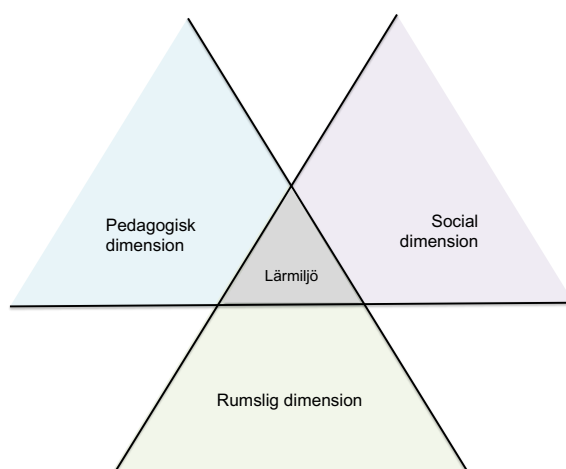 Pedagogisk
dimension
Social
dimension
Lärmiljö
Rumslig dimension